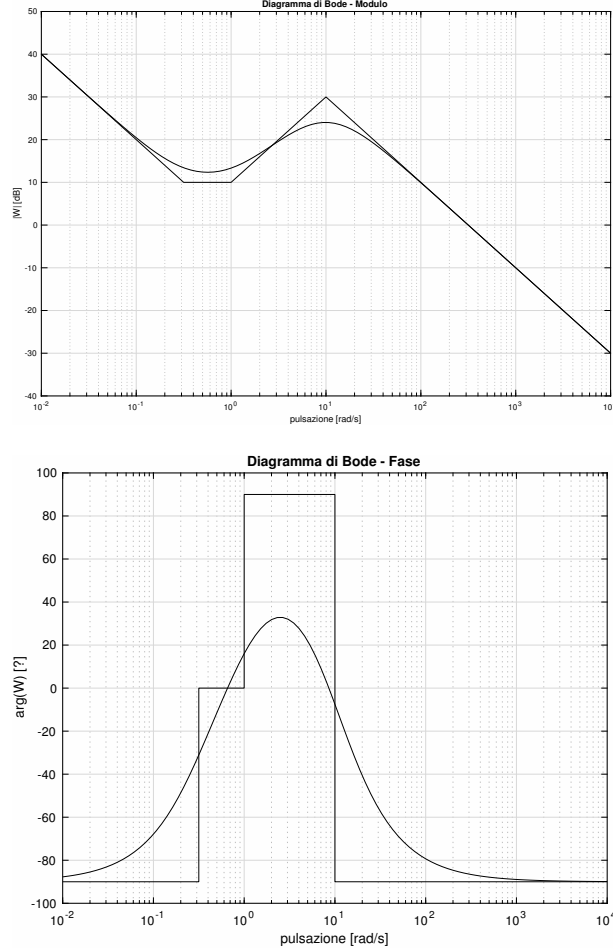 Diagramma di Bode - Modulo
50
40
30
20
10
0
-10
-20
-30
-40
|W| [dB]
10-2 10-1 100 101 102 103 10
pulsazione [rad/s]
Diagramma di Bode - Fase
100
80
60
40
20
0
-20
-40
-60
-80
-100
arg(W) [?]
10-2 10-1 100 101 102 103 104
pulsazione [rad/s]